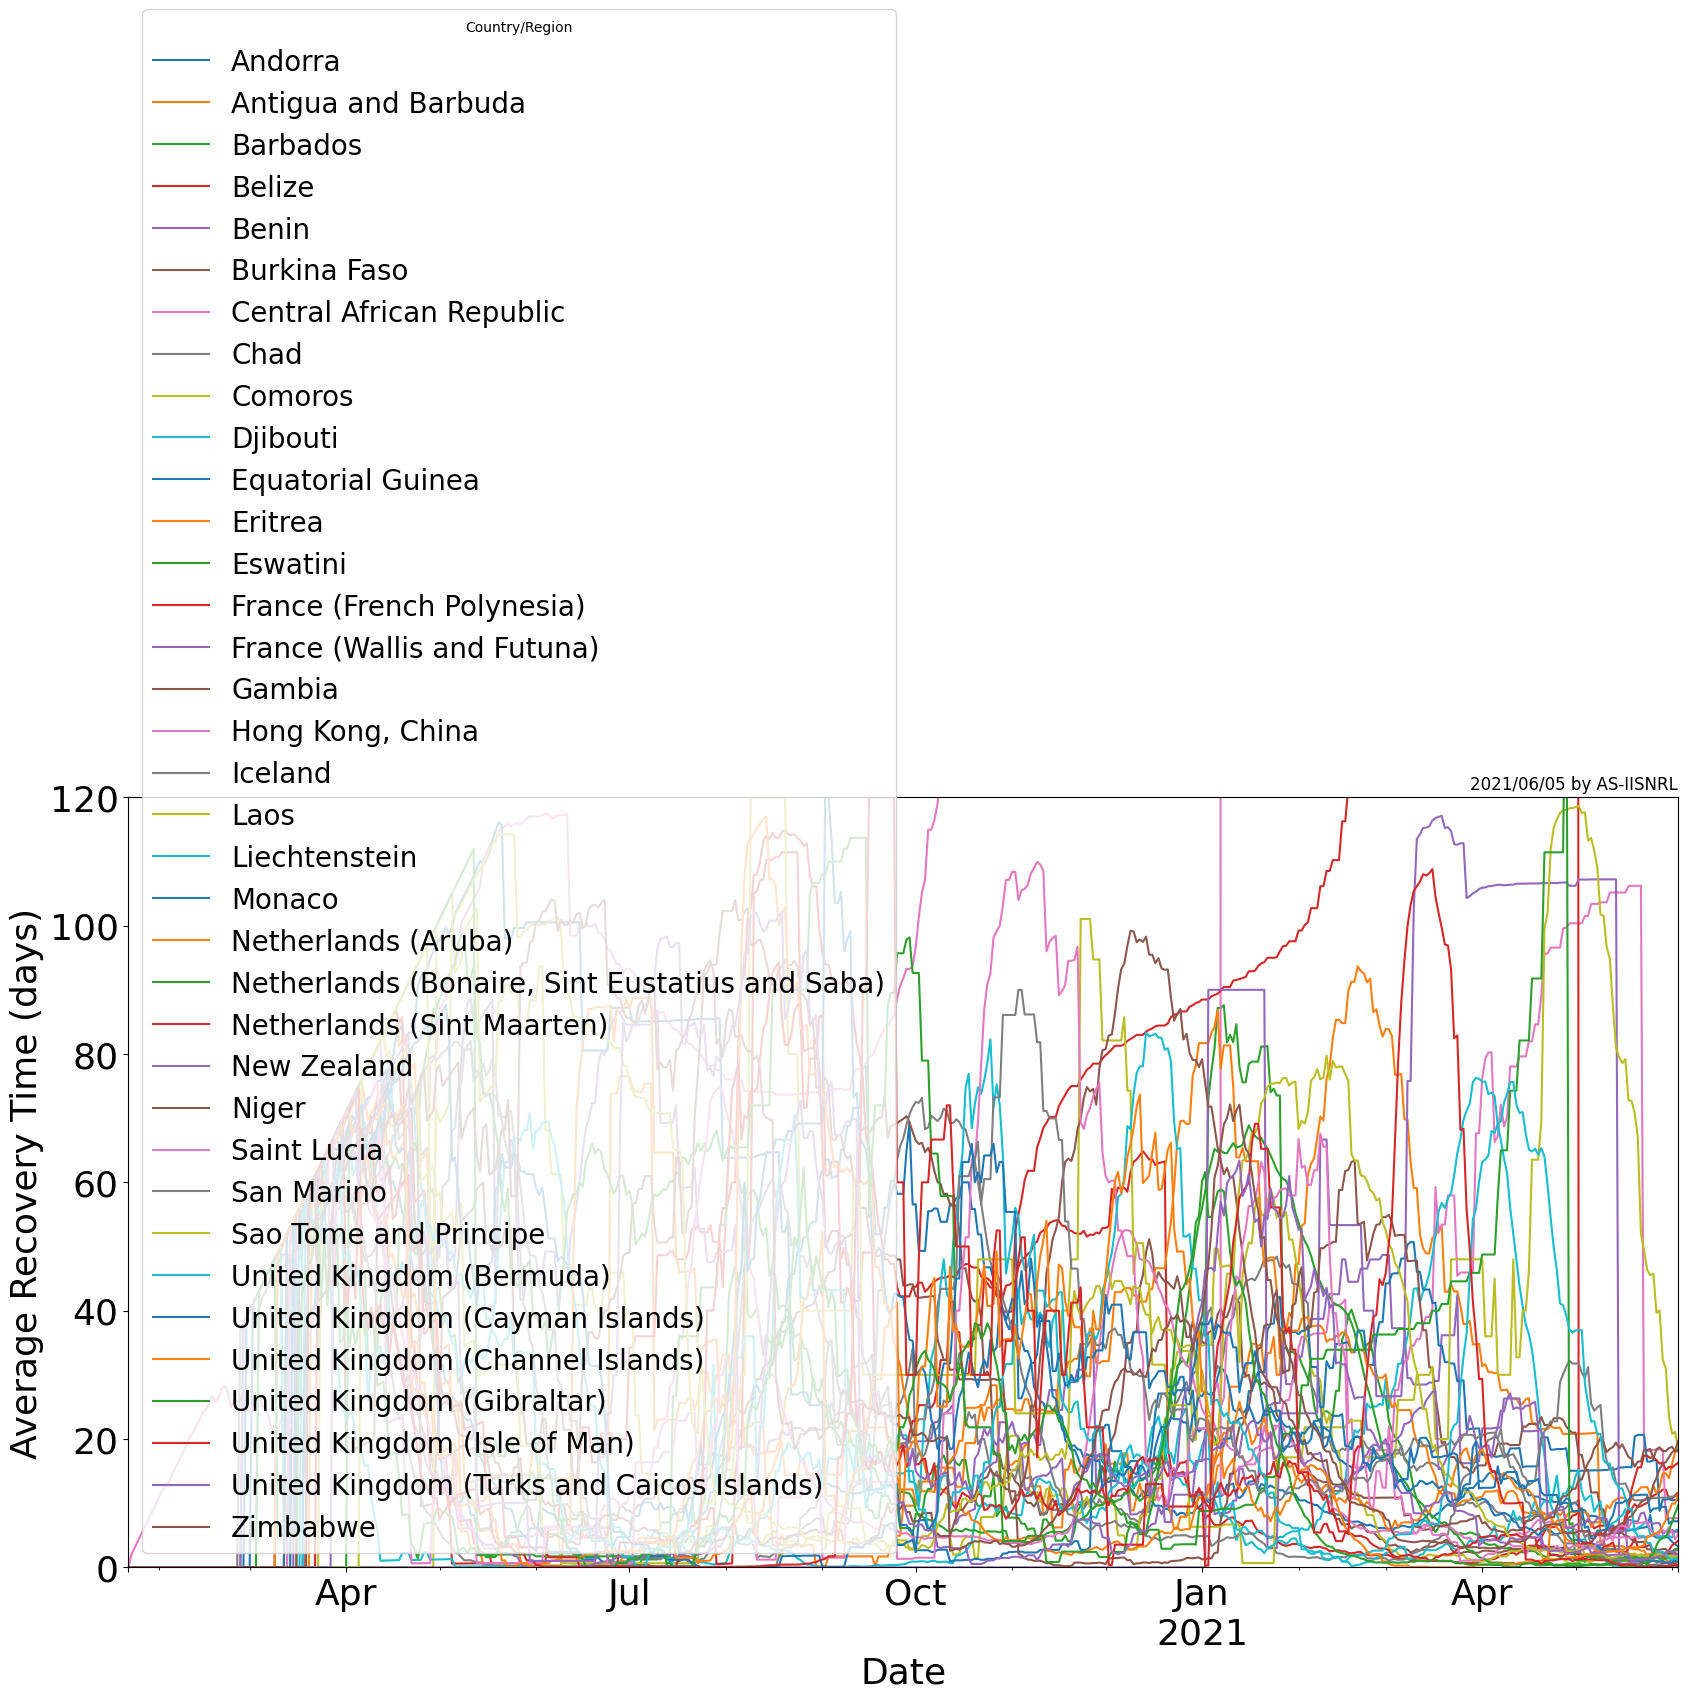 Country/Region
Andorra
Antigua and Barbuda
Barbados
Belize
Benin
Burkina Faso
Central African Republic
Chad
Comoros
Djibouti
Equatorial Guinea
Eritrea
Eswatini
France (French Polynesia)
France (Wallis and Futuna)
Gambia
Hong Kong, China
Iceland
Laos
Liechtenstein
Monaco
Netherlands (Aruba)
Netherlands (Bonaire, Sint Eustatius and Saba)
Netherlands (Sint Maarten)
New Zealand
Niger
Saint Lucia
San Marino
Sao Tome and Principe
United Kingdom (Bermuda)
United Kingdom (Cayman Islands)
United Kingdom (Channel Islands)
United Kingdom (Gibraltar)
United Kingdom (Isle of Man)
United Kingdom (Turks and Caicos Islands)
Zimbabwe
2021/06/05 by AS-IISNRL
120
100
80
60
40
20
0
Average Recovery Time (days)
Apr Jul Oct Jan Apr
2021
Date